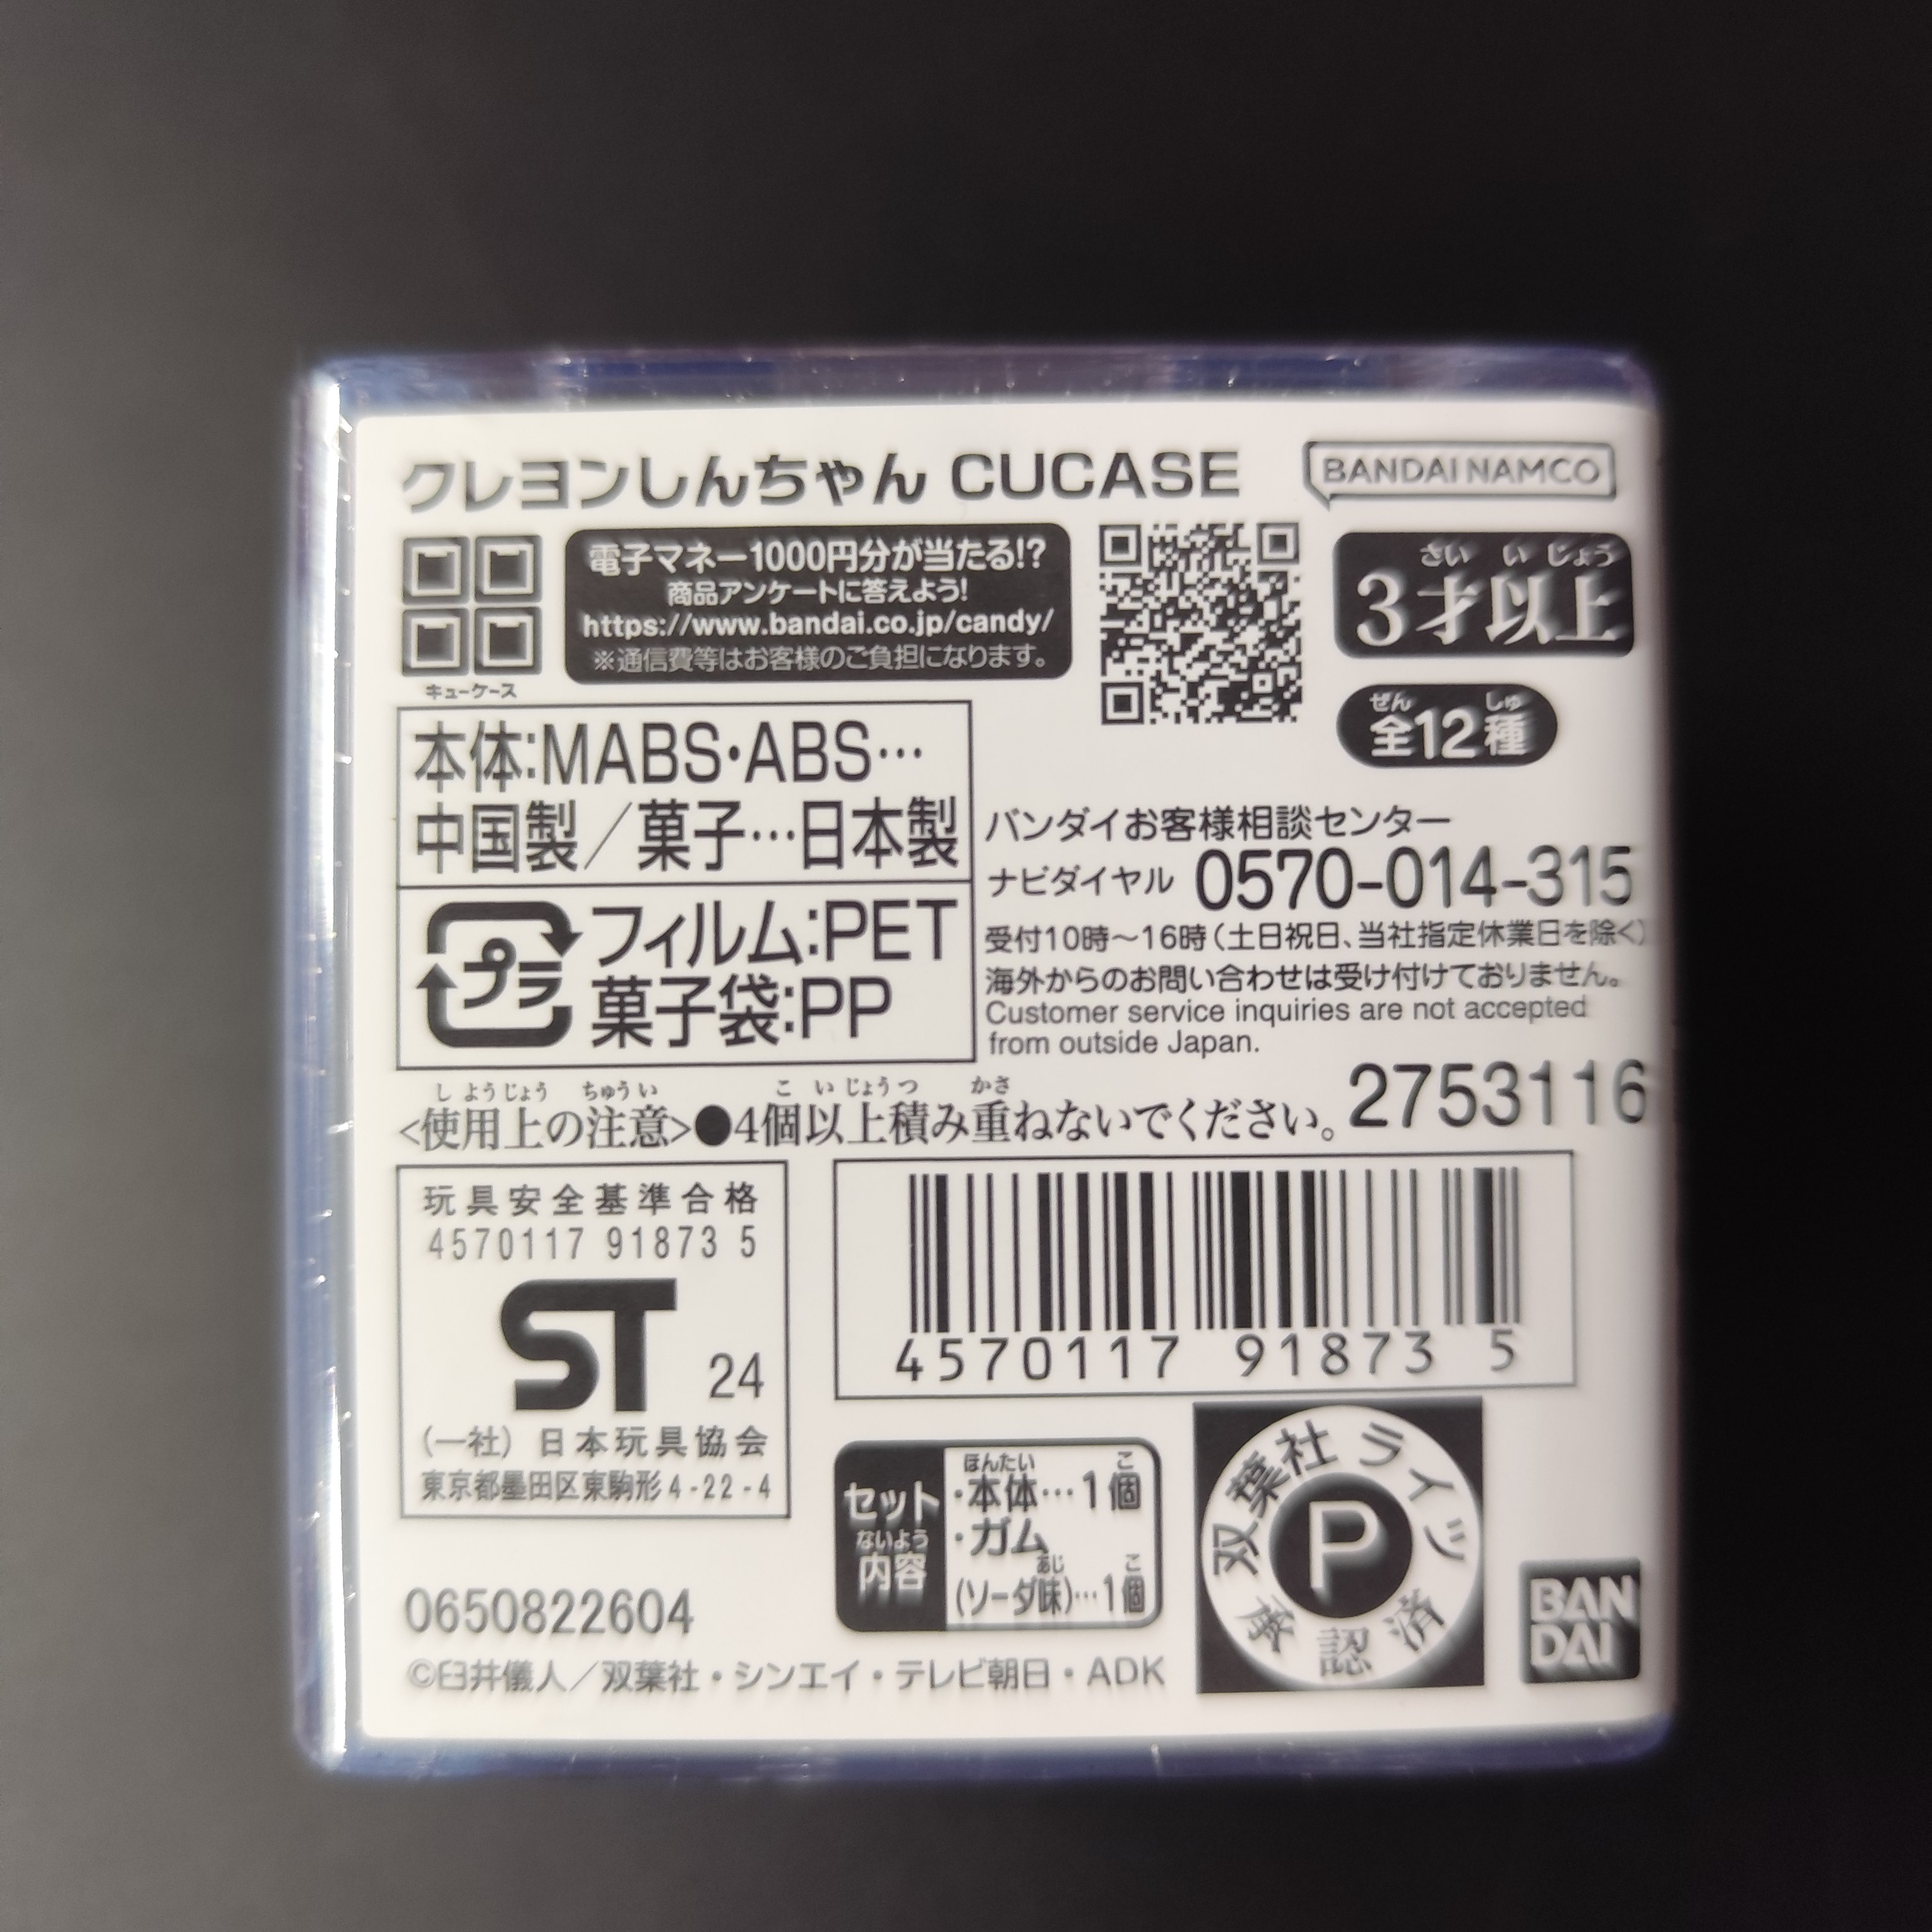 クレヨンしんちゃん CUCASE
BANDAI NAMCO
キューケース
電子マネー1000円分が当たる!?
商品アンケートに答えよう!
https://www.bandai.co.jp/candy/
※通信費等はお客様のご負担になります。
さい い じょう
3才以上
ぜん しゅ
全12種
本体:MABS・ABS…
中国製／菓子…日本製
プラ
フィルム:PET
菓子袋:PP
バンダイお客様相談センター
ナビダイヤル 0570-014-315
受付10時～16時(土日祝日、当社指定休業日を除く)
海外からのお問い合わせは受け付けておりません。
Customer service inquiries are not accepted
from outside Japan.
2753116
しようじょう ちゅうい こ いじょうつ かさ
<使用上の注意>●4個以上積み重ねないでください。
玩具安全基準合格
4570117 91873 5
ST 24
(一社) 日本玩具協会
東京都墨田区東駒形4-22-4
4570117 91873 5
セット
ないよう
内容
ほんたい こ
・本体…1個
・ガム
あじ こ
(ソーダ味)…1個
双葉社ライツ
P
承認済
BAN
DAI
0650822604
©臼井儀人／双葉社・シンエイ・テレビ朝日・ADK